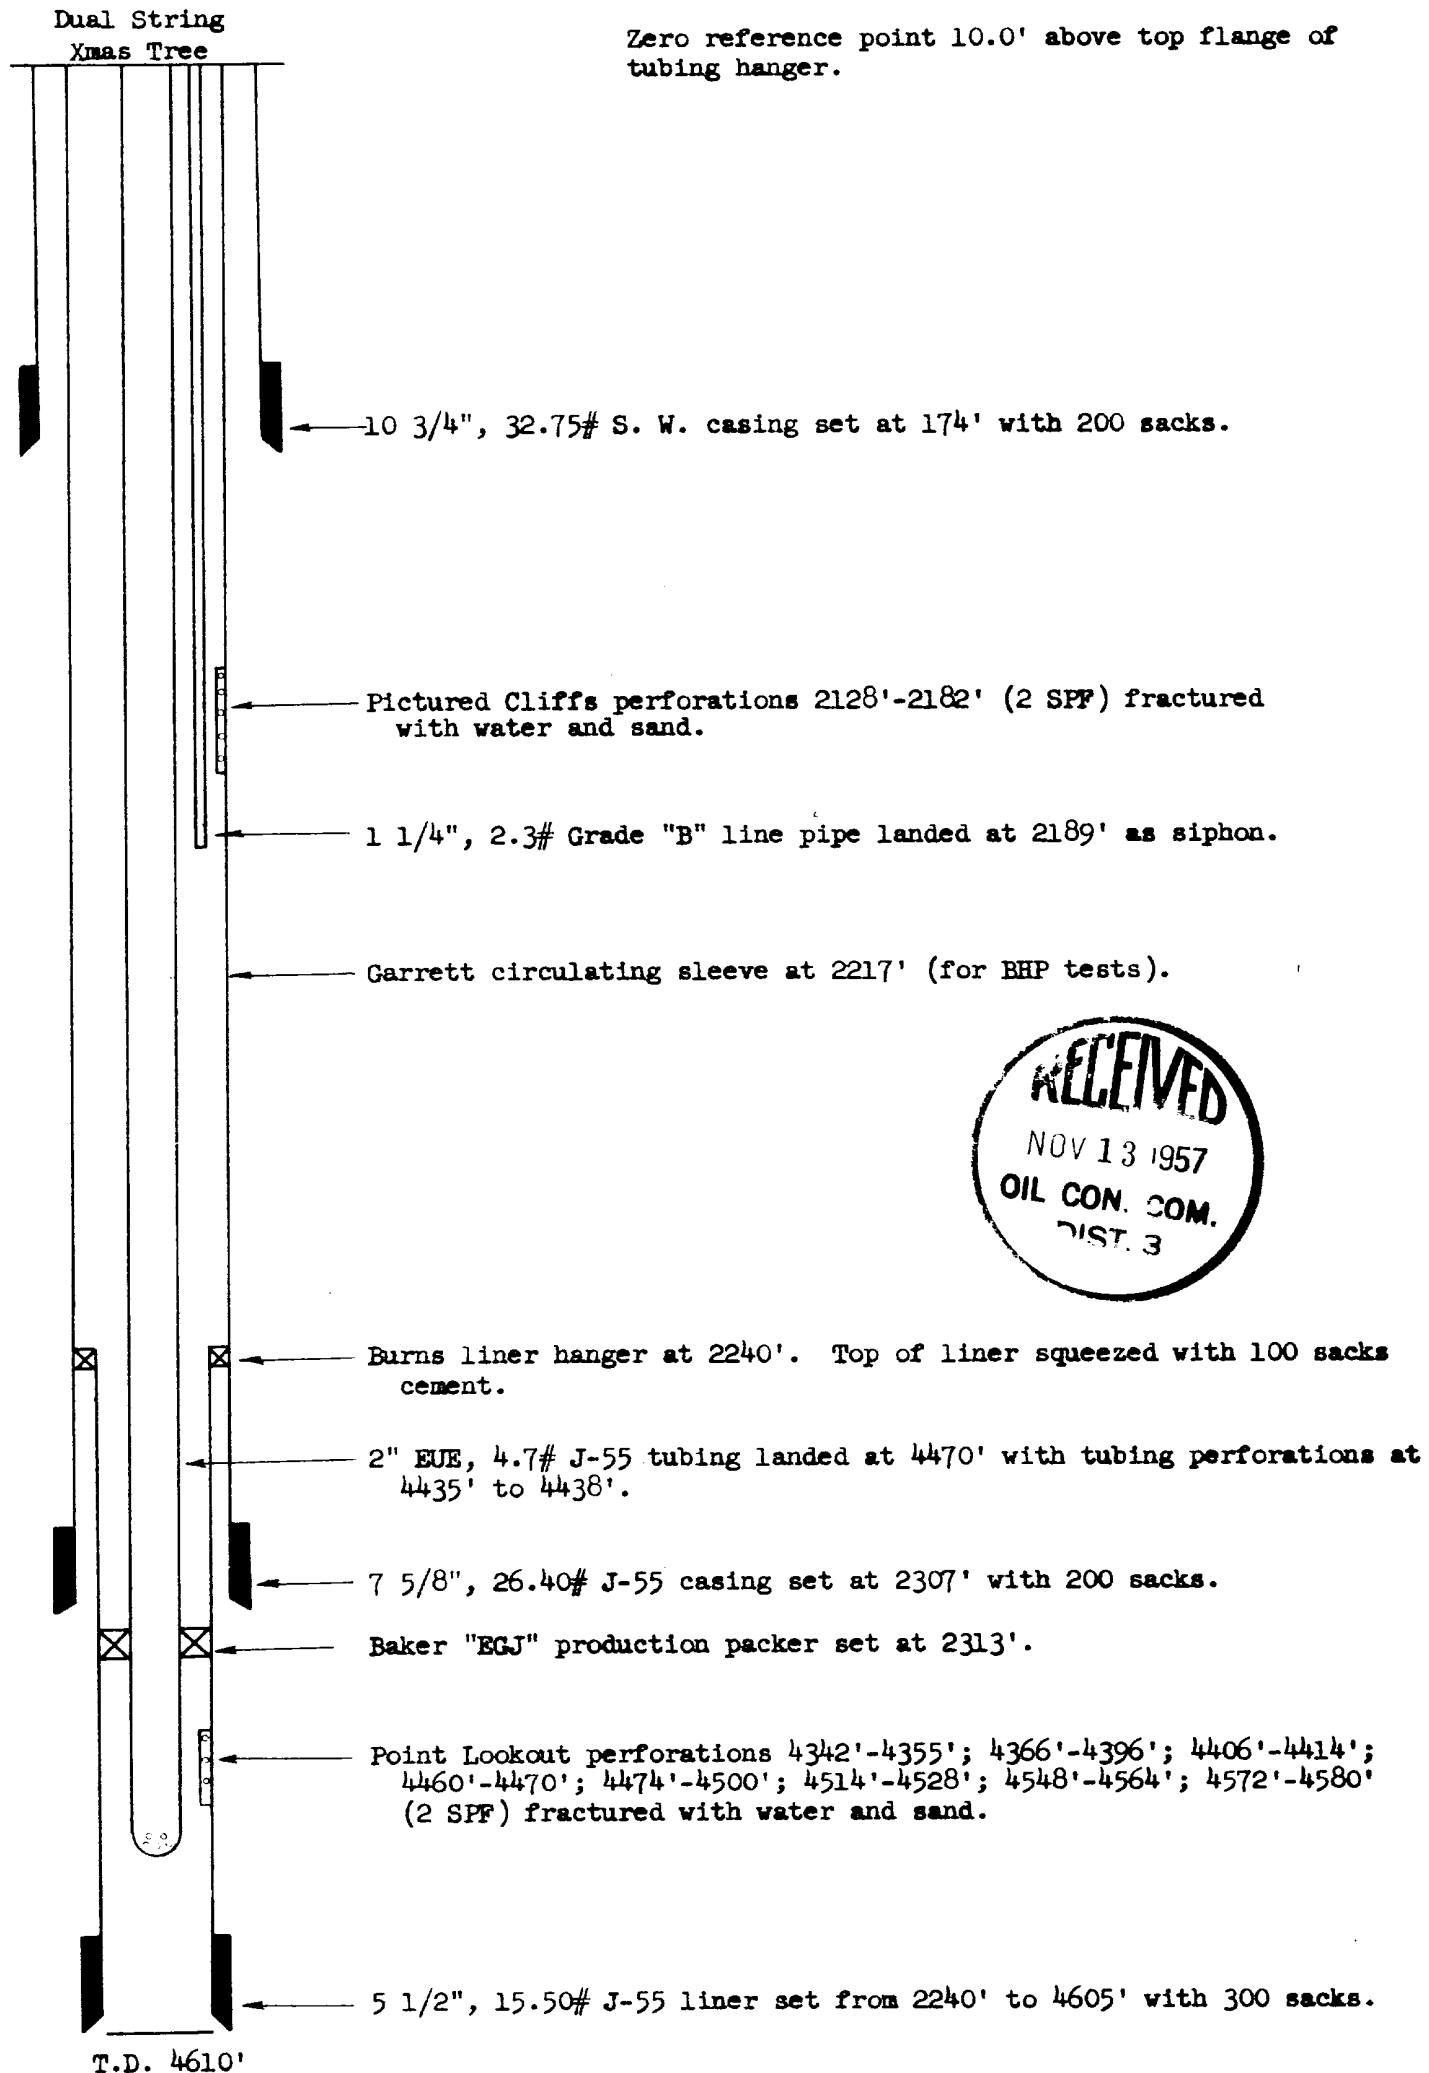 Dual String
Xmas Tree
Zero reference point 10.0' above top flange of
tubing hanger.
10 3/4", 32.75# S. W. casing set at 174' with 200 sacks.
Pictured Cliffs perforations 2128'-2182' (2 SPF) fractured
with water and sand.
1 1/4", 2.3# Grade "B" line pipe landed at 2189' as siphon.
Garrett circulating sleeve at 2217' (for BHP tests).
RECEIVED
NOV 13 1957
OIL CON. COM.
DIST. 3
Burns liner hanger at 2240'. Top of liner squeezed with 100 sacks
cement.
2" EUE, 4.7# J-55 tubing landed at 4470' with tubing perforations at
4435' to 4438'.
7 5/8", 26.40# J-55 casing set at 2307' with 200 sacks.
Baker "EGJ" production packer set at 2313'.
Point Lookout perforations 4342'-4355'; 4366'-4396'; 4406'-4414';
4460'-4470'; 4474'-4500'; 4514'-4528'; 4548'-4564'; 4572'-4580'
(2 SPF) fractured with water and sand.
5 1/2", 15.50# J-55 liner set from 2240' to 4605' with 300 sacks.
T.D. 4610'